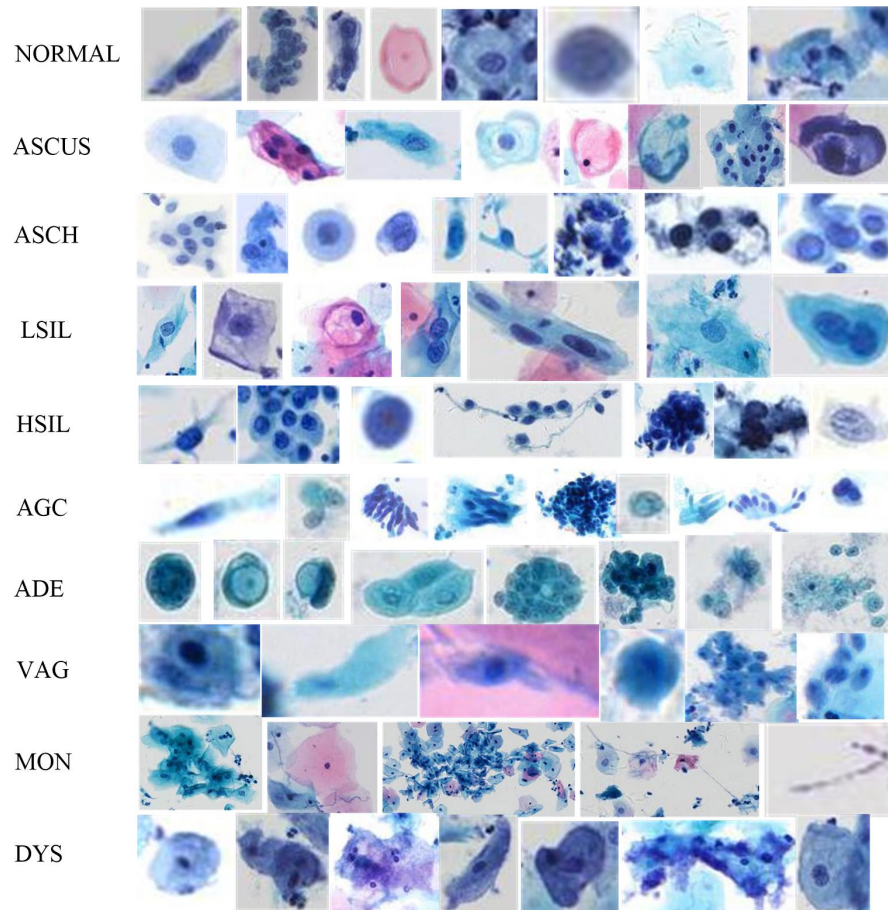 NORMAL
ASCUS
ASCH
LSIL
HSIL
AGC
ADE
VAG
MON
DYS